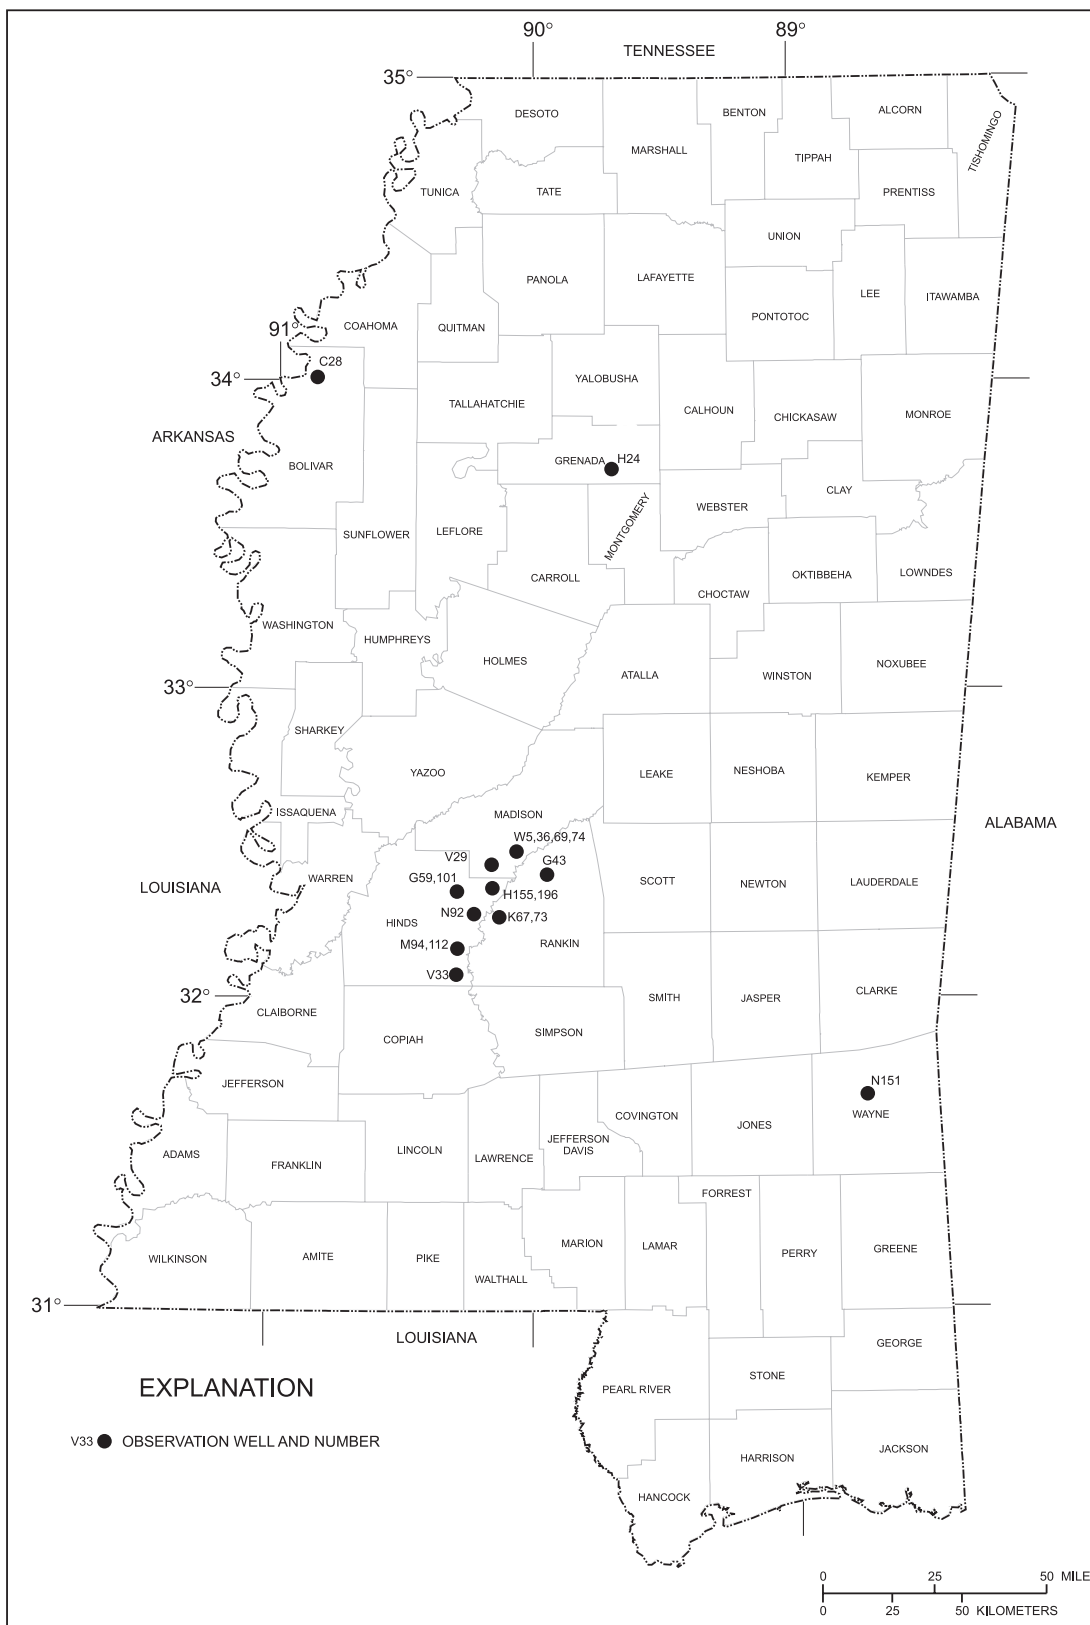 90° 89°
TENNESSEE
35°
DESOTO
BENTON
ALCORN
MARSHALL
TIPPAH
TISHOMINGO
TUNICA
TATE
PRENTISS
UNION
PANOLA
LAFAYETTE
LEE
ITAWAMBA
COAHOMA
QUITMAN
PONTOTOC
91°
C28
34°
YALOBUSHA
TALLAHATCHIE
CALHOUN
CHICKASAW
MONROE
ARKANSAS
BOLIVAR
GRENADA
H24
CLAY
WEBSTER
MONTGOMERY
SUNFLOWER
LEFLORE
CARROLL
OKTIBBEHA
LOWNDES
CHOCTAW
WASHINGTON
HUMPHREYS
HOLMES
ATALLA
WINSTON
NOXUBEE
33°
SHARKEY
YAZOO
LEAKE
NESHOBA
KEMPER
ISSAQUENA
MADISON
ALABAMA
W5,36,69,74
V29
G43
G59,101
H155,196
LOUISIANA
WARREN
SCOTT
NEWTON
LAUDERDALE
N92
K67,73
HINDS
RANKIN
M94,112
V33
32°
SMITH
JASPER
CLARKE
CLAIBORNE
COPIAH
SIMPSON
JEFFERSON
N151
WAYNE
COVINGTON
JONES
ADAMS
FRANKLIN
LINCOLN
LAWRENCE
JEFFERSON
DAVIS
FORREST
WILKINSON
AMITE
PIKE
WALTHALL
MARION
LAMAR
PERRY
GREENE
31°
LOUISIANA
GEORGE
EXPLANATION
PEARL RIVER
STONE
V33 OBSERVATION WELL AND NUMBER
HARRISON
JACKSON
HANCOCK
0 25 50 MILE
0 25 50 KILOMETERS